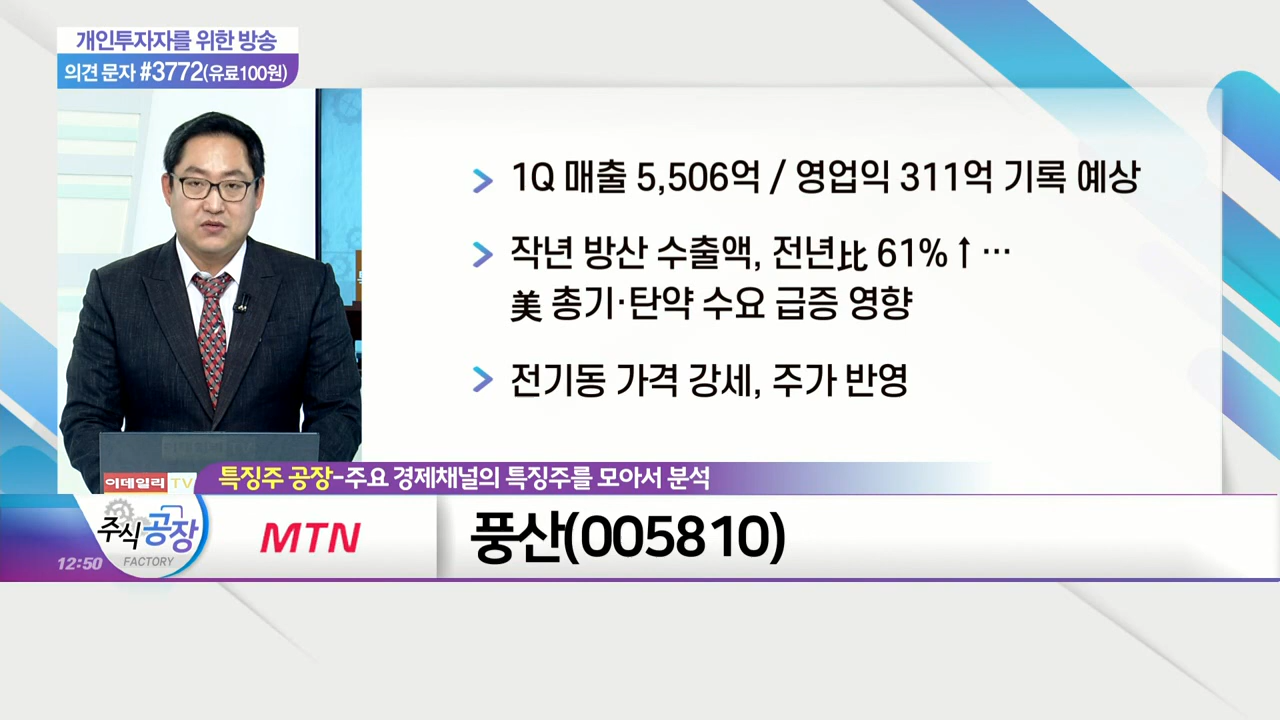 개인투자자를 위한 방송
의견 문자 #3772(유료100원)
1Q 매출 5,506억 / 영업익 311억 기록 예상
작년 방산 수출액, 전년比 61%↑…
美 총기·탄약 수요 급증 영향
전기동 가격 강세, 주가 반영
이데일리 TV
특징주 공장-주요 경제채널의 특징주를 모아서 분석
주식공장
FACTORY
12:50
MTN
풍산(005810)